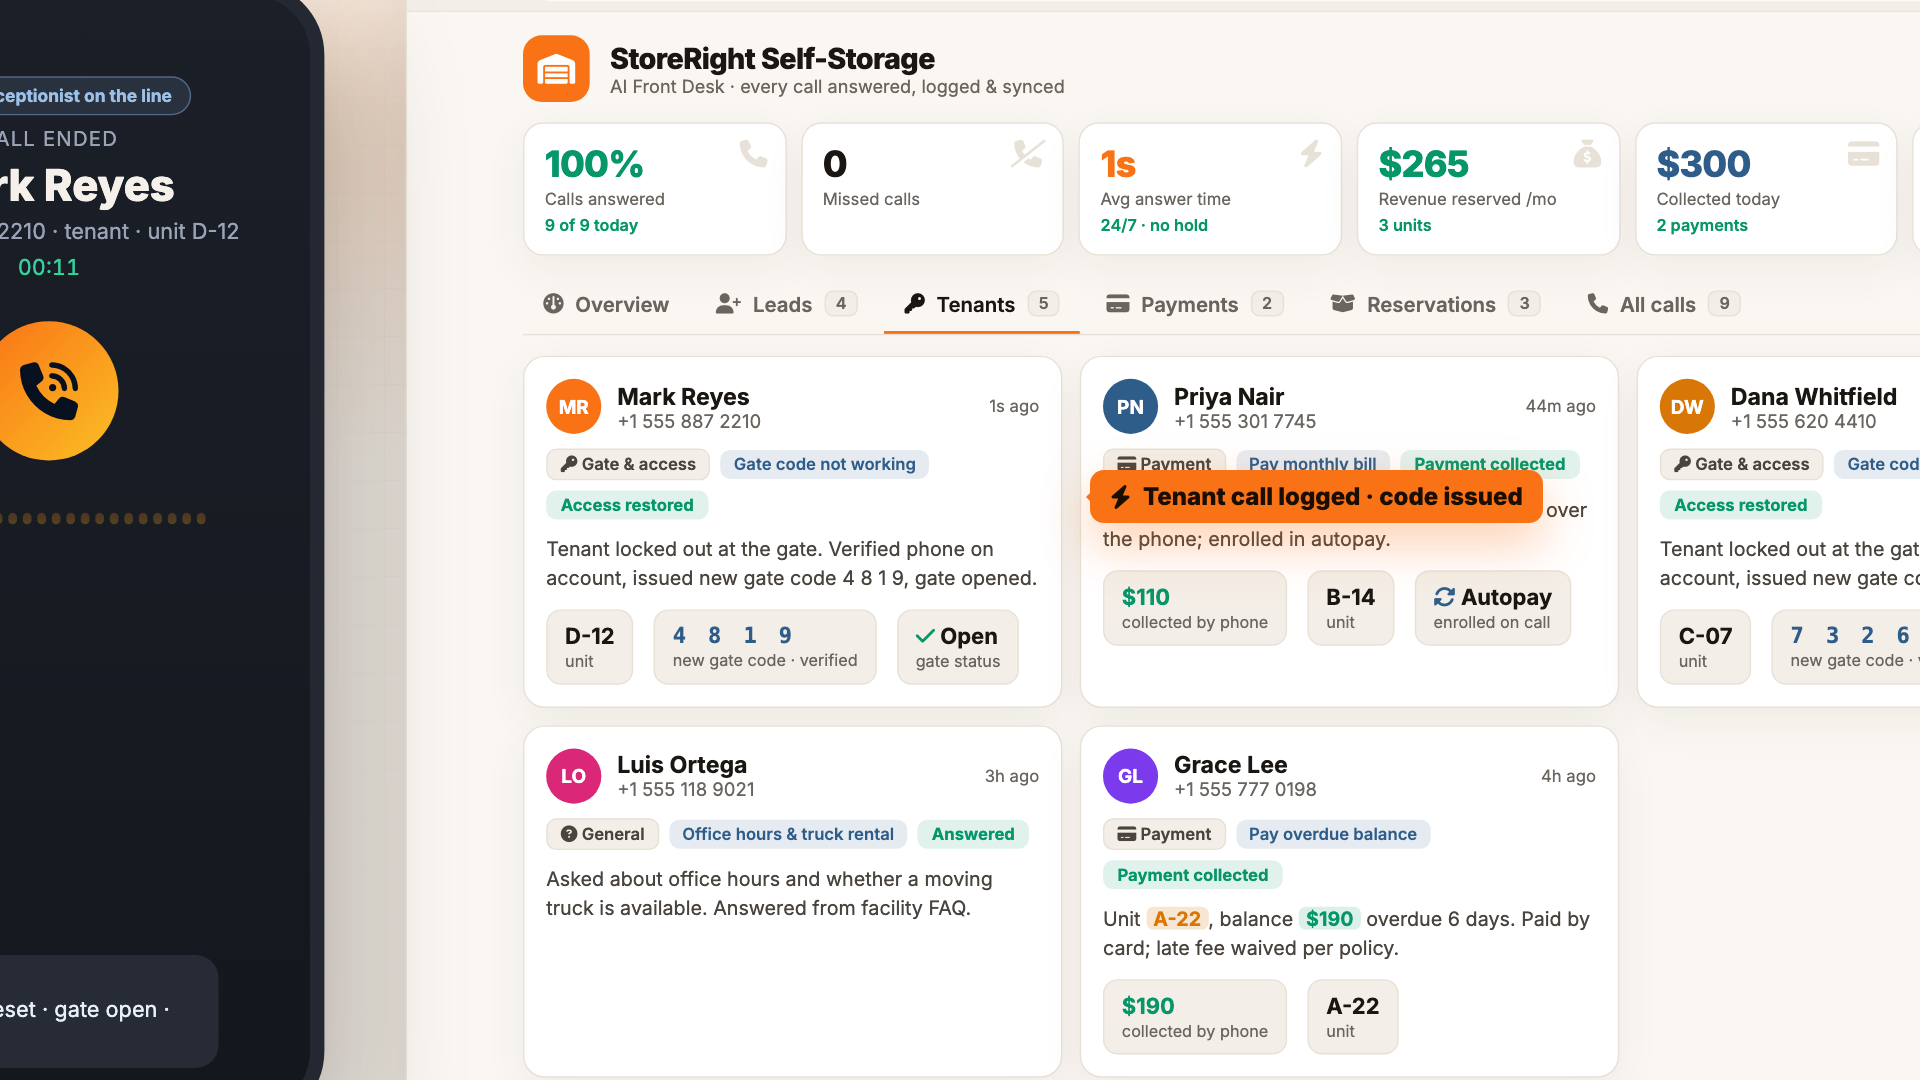 ceptionist on the line
ALL ENDED
rk Reyes
2210 · tenant · unit D-12
00:11
eset · gate open ·
StoreRight Self-Storage
AI Front Desk · every call answered, logged & synced
100%
Calls answered
9 of 9 today
0
Missed calls
1s
Avg answer time
24/7 · no hold
$265
Revenue reserved /mo
3 units
$300
Collected today
2 payments
Overview
Leads 4
Tenants 5
Payments 2
Reservations 3
All calls 9
MR
Mark Reyes
+1 555 887 2210
1s ago
Gate & access
Gate code not working
Access restored
Tenant locked out at the gate. Verified phone on
account, issued new gate code 4 8 1 9, gate opened.
D-12
unit
4 8 1 9
new gate code · verified
Open
gate status
PN
Priya Nair
+1 555 301 7745
44m ago
Payment
Pay monthly bill
Payment collected
Tenant call logged · code issued
over
the phone; enrolled in autopay.
$110
collected by phone
B-14
unit
Autopay
enrolled on call
DW
Dana Whitfield
+1 555 620 4410
Gate & access
Gate cod
Access restored
Tenant locked out at the gat
account, issued new gate co
C-07
unit
7 3 2 6
new gate code ·
LO
Luis Ortega
+1 555 118 9021
3h ago
General
Office hours & truck rental
Answered
Asked about office hours and whether a moving
truck is available. Answered from facility FAQ.
GL
Grace Lee
+1 555 777 0198
4h ago
Payment
Pay overdue balance
Payment collected
Unit A-22, balance $190 overdue 6 days. Paid by
card; late fee waived per policy.
$190
collected by phone
A-22
unit